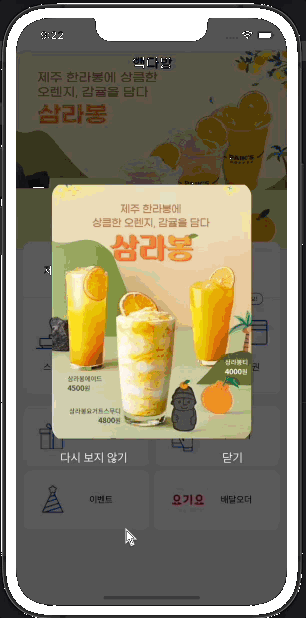 9:22
빽다방
제주 한라봉에 상큼한
오렌지, 감귤을 담다
삼라봉
제주 한라봉에
상큼한 오렌지, 감귤을 담다
삼라봉
삼라봉티
4000원
삼라봉에이드
4500원
삼라봉요거트스무디
4800원
다시 보지 않기
닫기
이벤트
요기요
배달오더